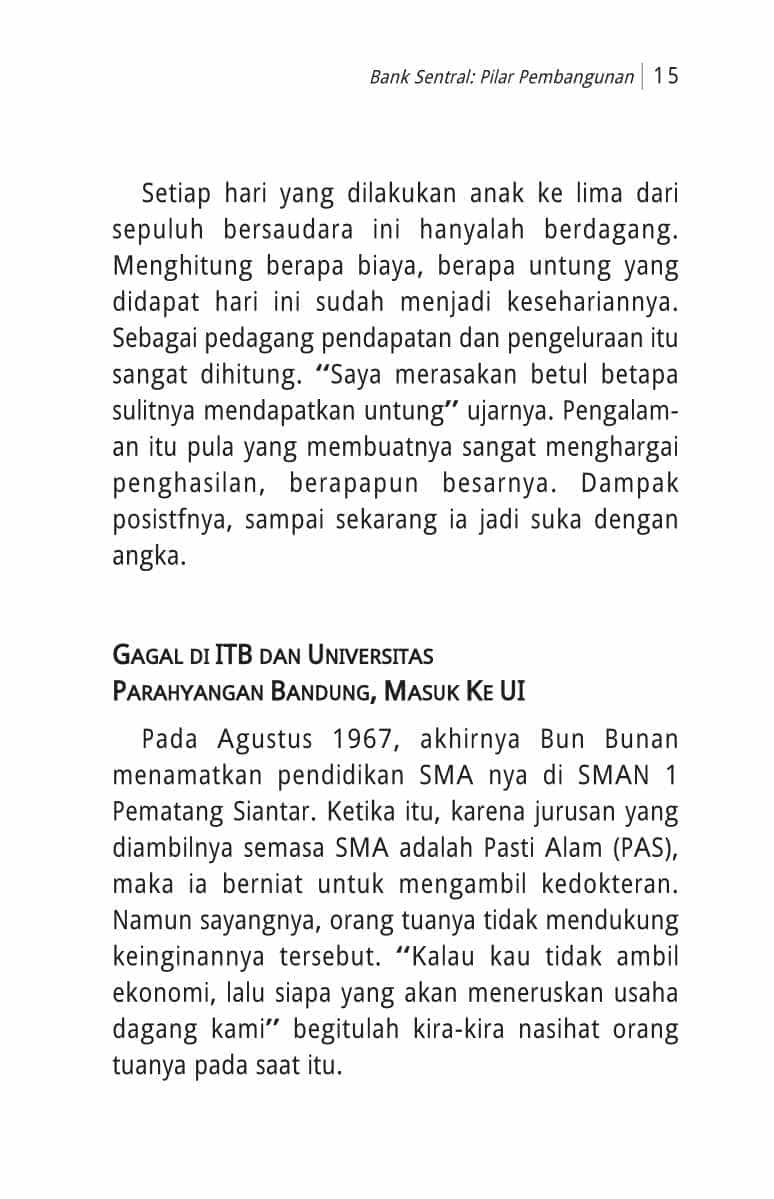 Bank Sentral: Pilar Pembangunan | 15
Setiap hari yang dilakukan anak ke lima dari
sepuluh bersaudara ini hanyalah berdagang.
Menghitung berapa biaya, berapa untung yang
didapat hari ini sudah menjadi kesehariannya.
Sebagai pedagang pendapatan dan pengeluraan itu
sangat dihitung. “Saya merasakan betul betapa
sulitnya mendapatkan untung” ujarnya. Pengalam-
an itu pula yang membuatnya sangat menghargai
penghasilan, berapapun besarnya. Dampak
posistfnya, sampai sekarang ia jadi suka dengan
angka.
GAGAL DI ITB DAN UNIVERSITAS
PARAHYANGAN BANDUNG, MASUK KE UI
Pada Agustus 1967, akhirnya Bun Bunan
menamatkan pendidikan SMA nya di SMAN 1
Pematang Siantar. Ketika itu, karena jurusan yang
diambilnya semasa SMA adalah Pasti Alam (PAS),
maka ia berniat untuk mengambil kedokteran.
Namun sayangnya, orang tuanya tidak mendukung
keinginannya tersebut. “Kalau kau tidak ambil
ekonomi, lalu siapa yang akan meneruskan usaha
dagang kami” begitulah kira-kira nasihat orang
tuanya pada saat itu.